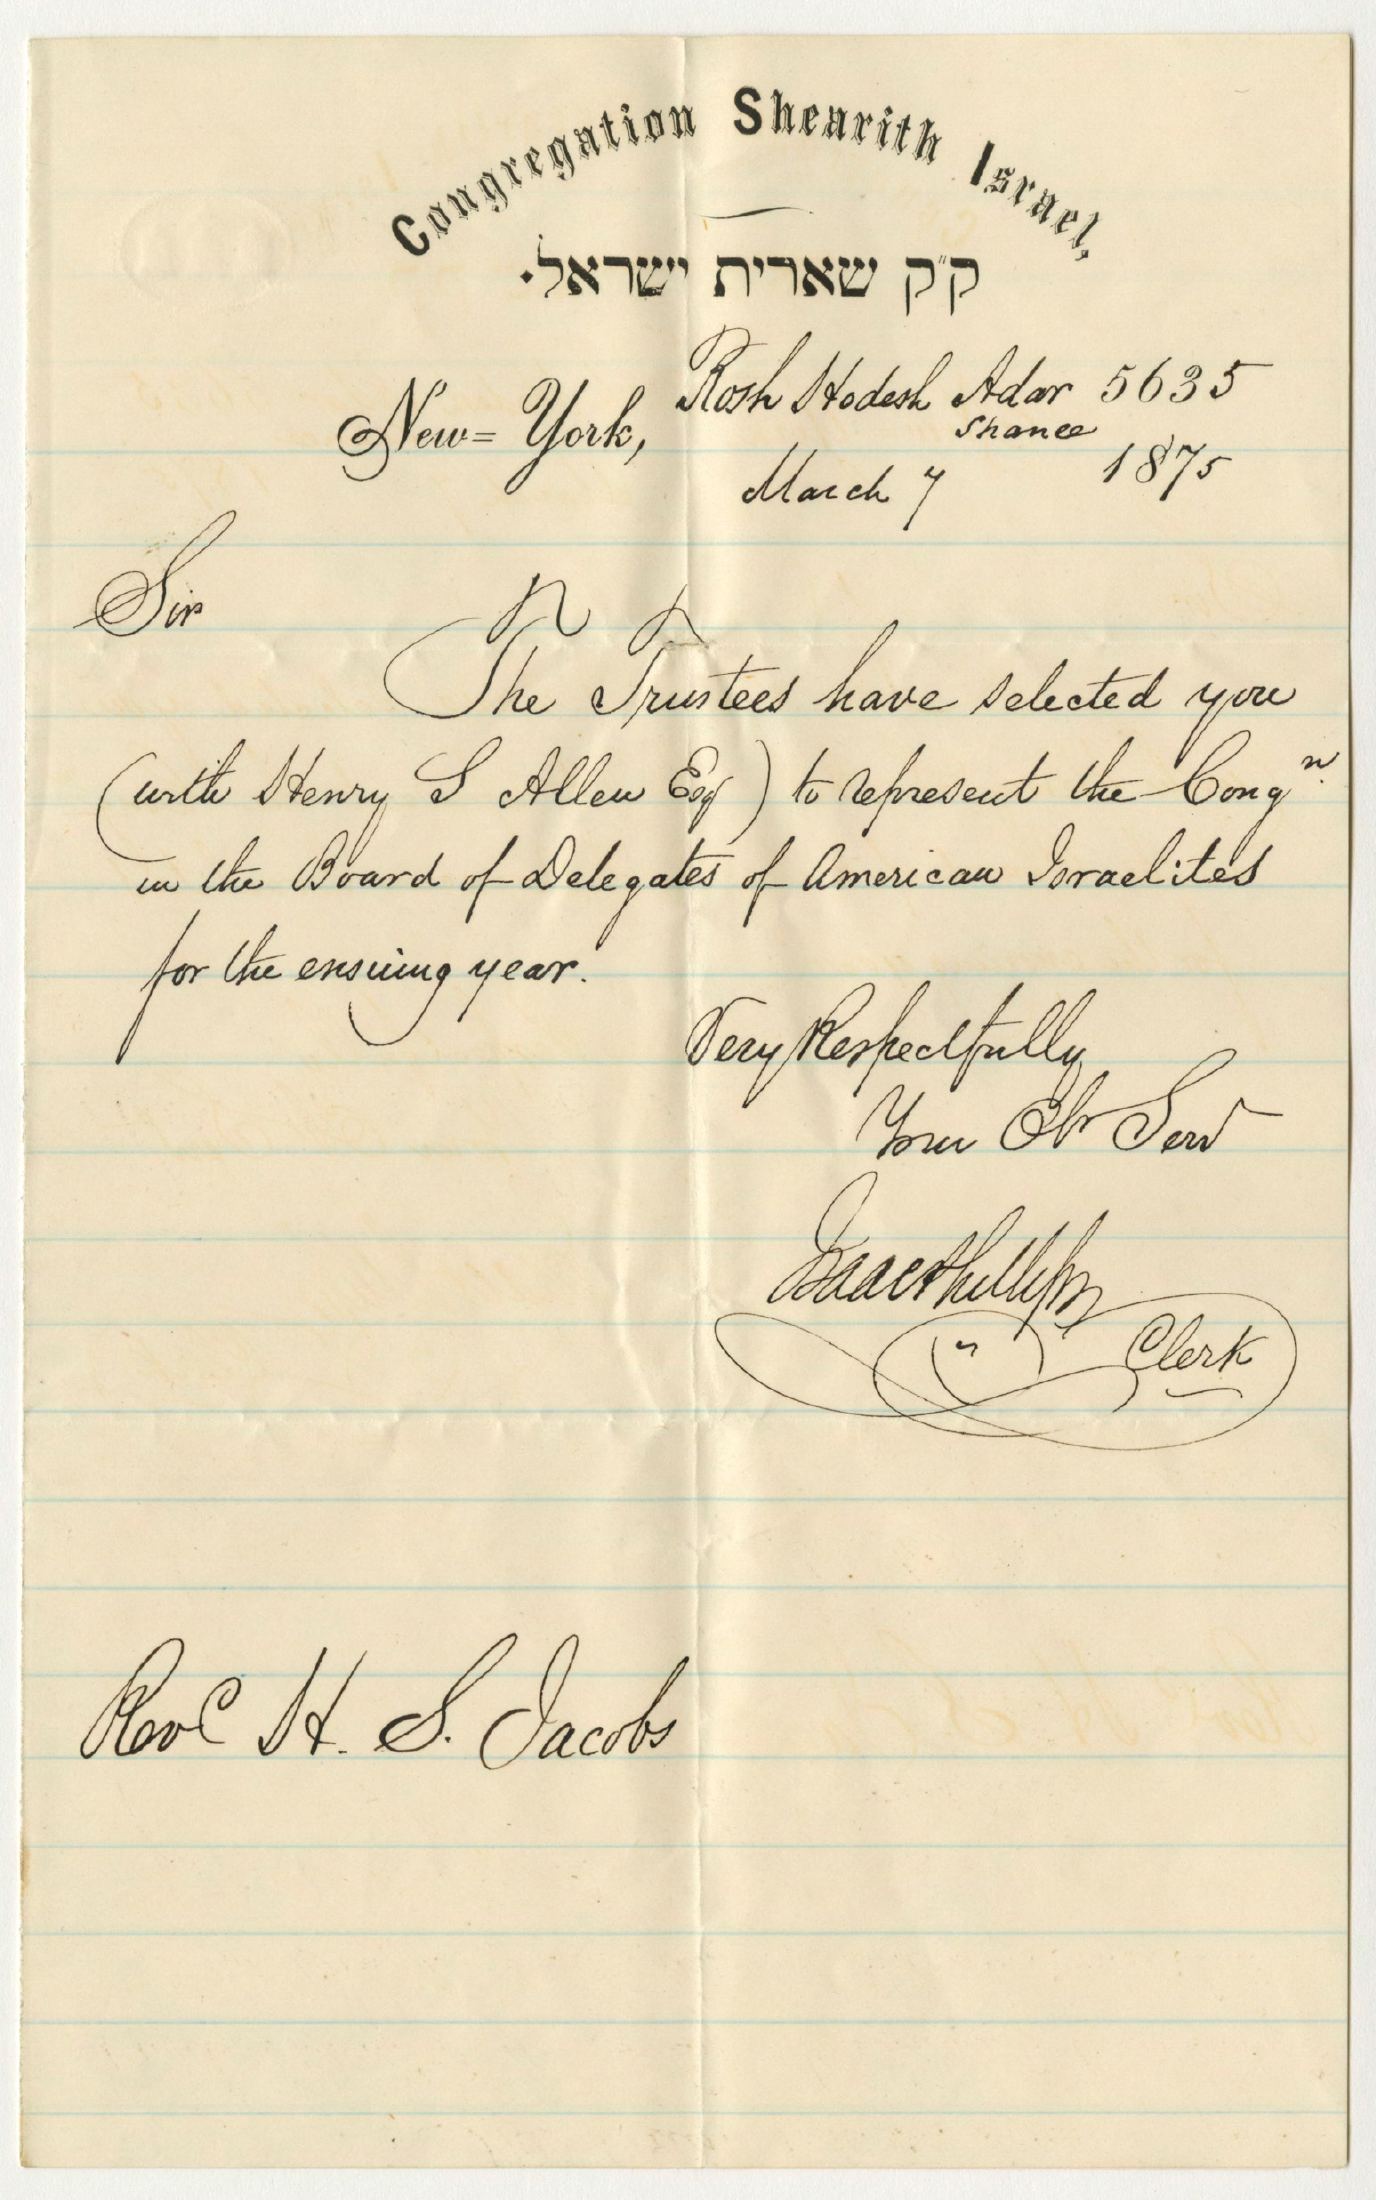 Congregation Shearith Israel,
ק״ק שארית ישראל.
New=York, Rosh Hodesh Adar 5635
Shanee
March 7 1875
Sir
The Trustees have selected you
(with Henry S Allen Esq) to represent the Congn.
in the Board of Delegates of American Israelites
for the ensuing year.
Very Respectfully
Your Ob Serv
Isaac Phillips
Clerk
Revd H. S. Jacobs